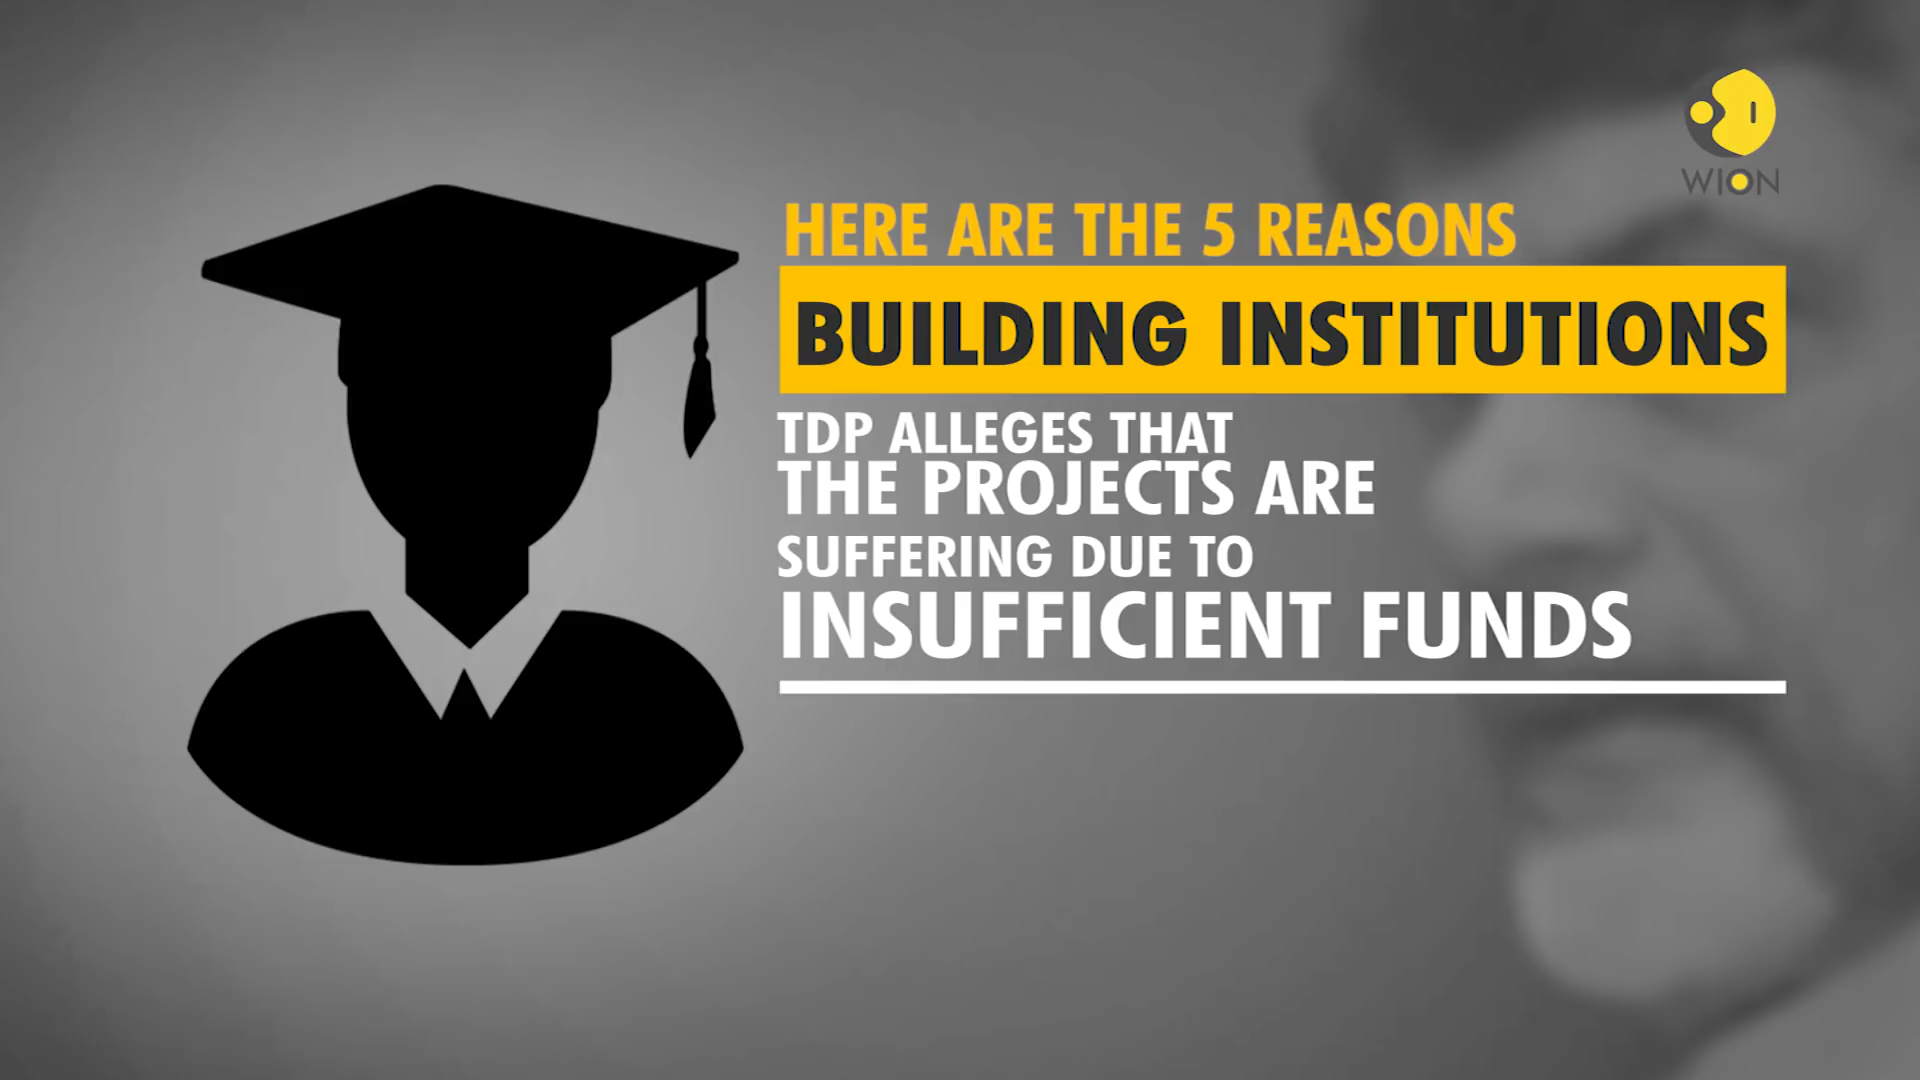 WION
HERE ARE THE 5 REASONS
BUILDING INSTITUTIONS
TDP ALLEGES THAT
THE PROJECTS ARE
SUFFERING DUE TO
INSUFFICIENT FUNDS